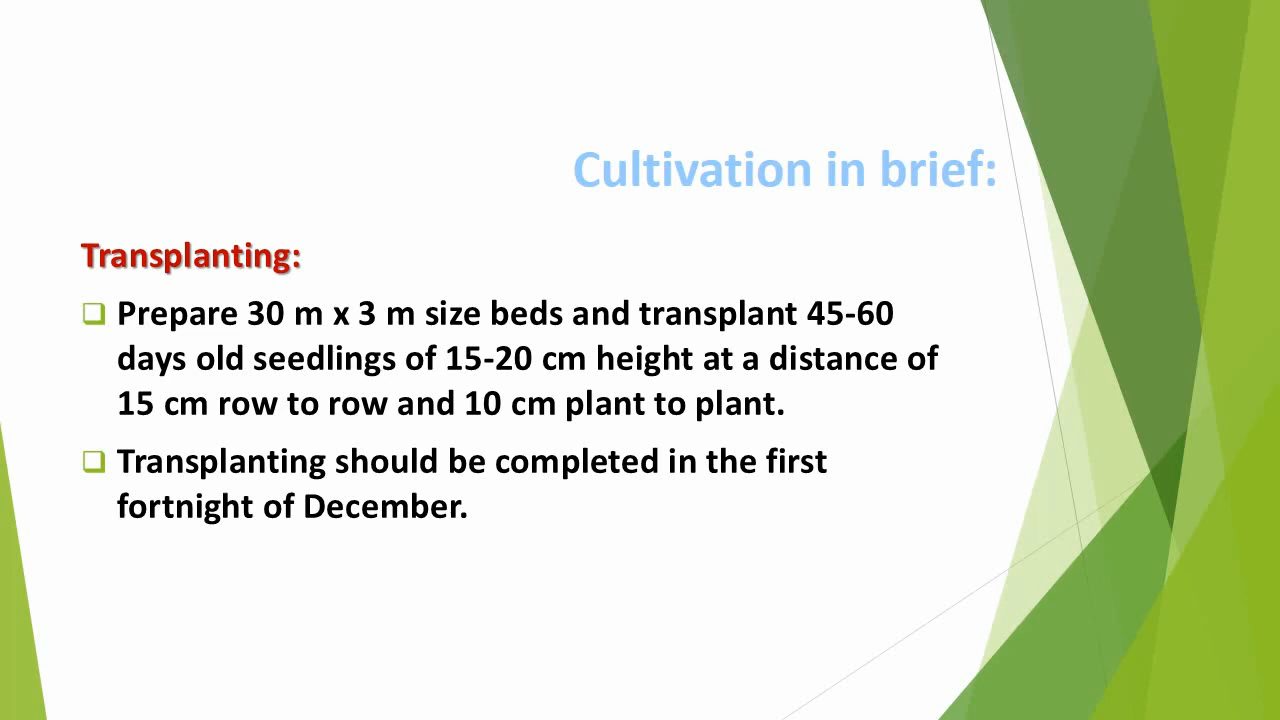 Cultivation in brief:
Transplanting:
Prepare 30 m x 3 m size beds and transplant 45-60
days old seedlings of 15-20 cm height at a distance of
15 cm row to row and 10 cm plant to plant.
Transplanting should be completed in the first
fortnight of December.